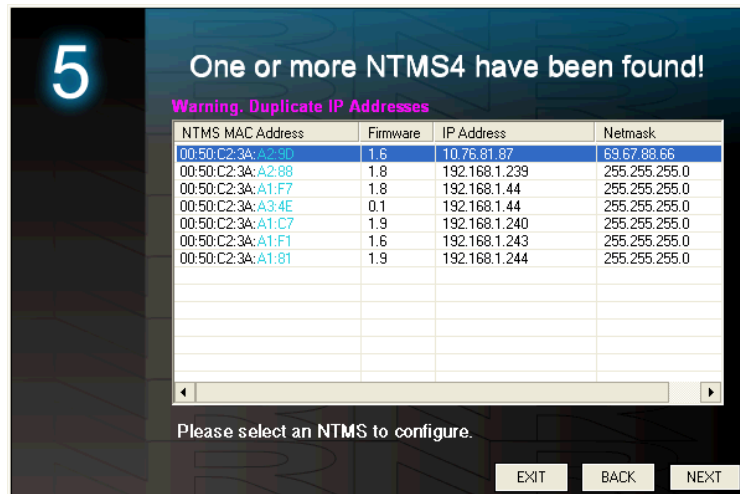 5
One or more NTMS4 have been found!
Warning. Duplicate IP Addresses
NTMS MAC Address Firmware IP Address Netmask
00:50:C2:3A:A2:9D 1.6 10.76.81.87 69.67.88.66
00:50:C2:3A:A2:88 1.8 192.168.1.239 255.255.255.0
00:50:C2:3A:A1:F7 1.8 192.168.1.44 255.255.255.0
00:50:C2:3A:A3:4E 0.1 192.168.1.44 255.255.255.0
00:50:C2:3A:A1:C7 1.9 192.168.1.240 255.255.255.0
00:50:C2:3A:A1:F1 1.6 192.168.1.243 255.255.255.0
00:50:C2:3A:A1:81 1.9 192.168.1.244 255.255.255.0
Please select an NTMS to configure.
EXIT BACK NEXT